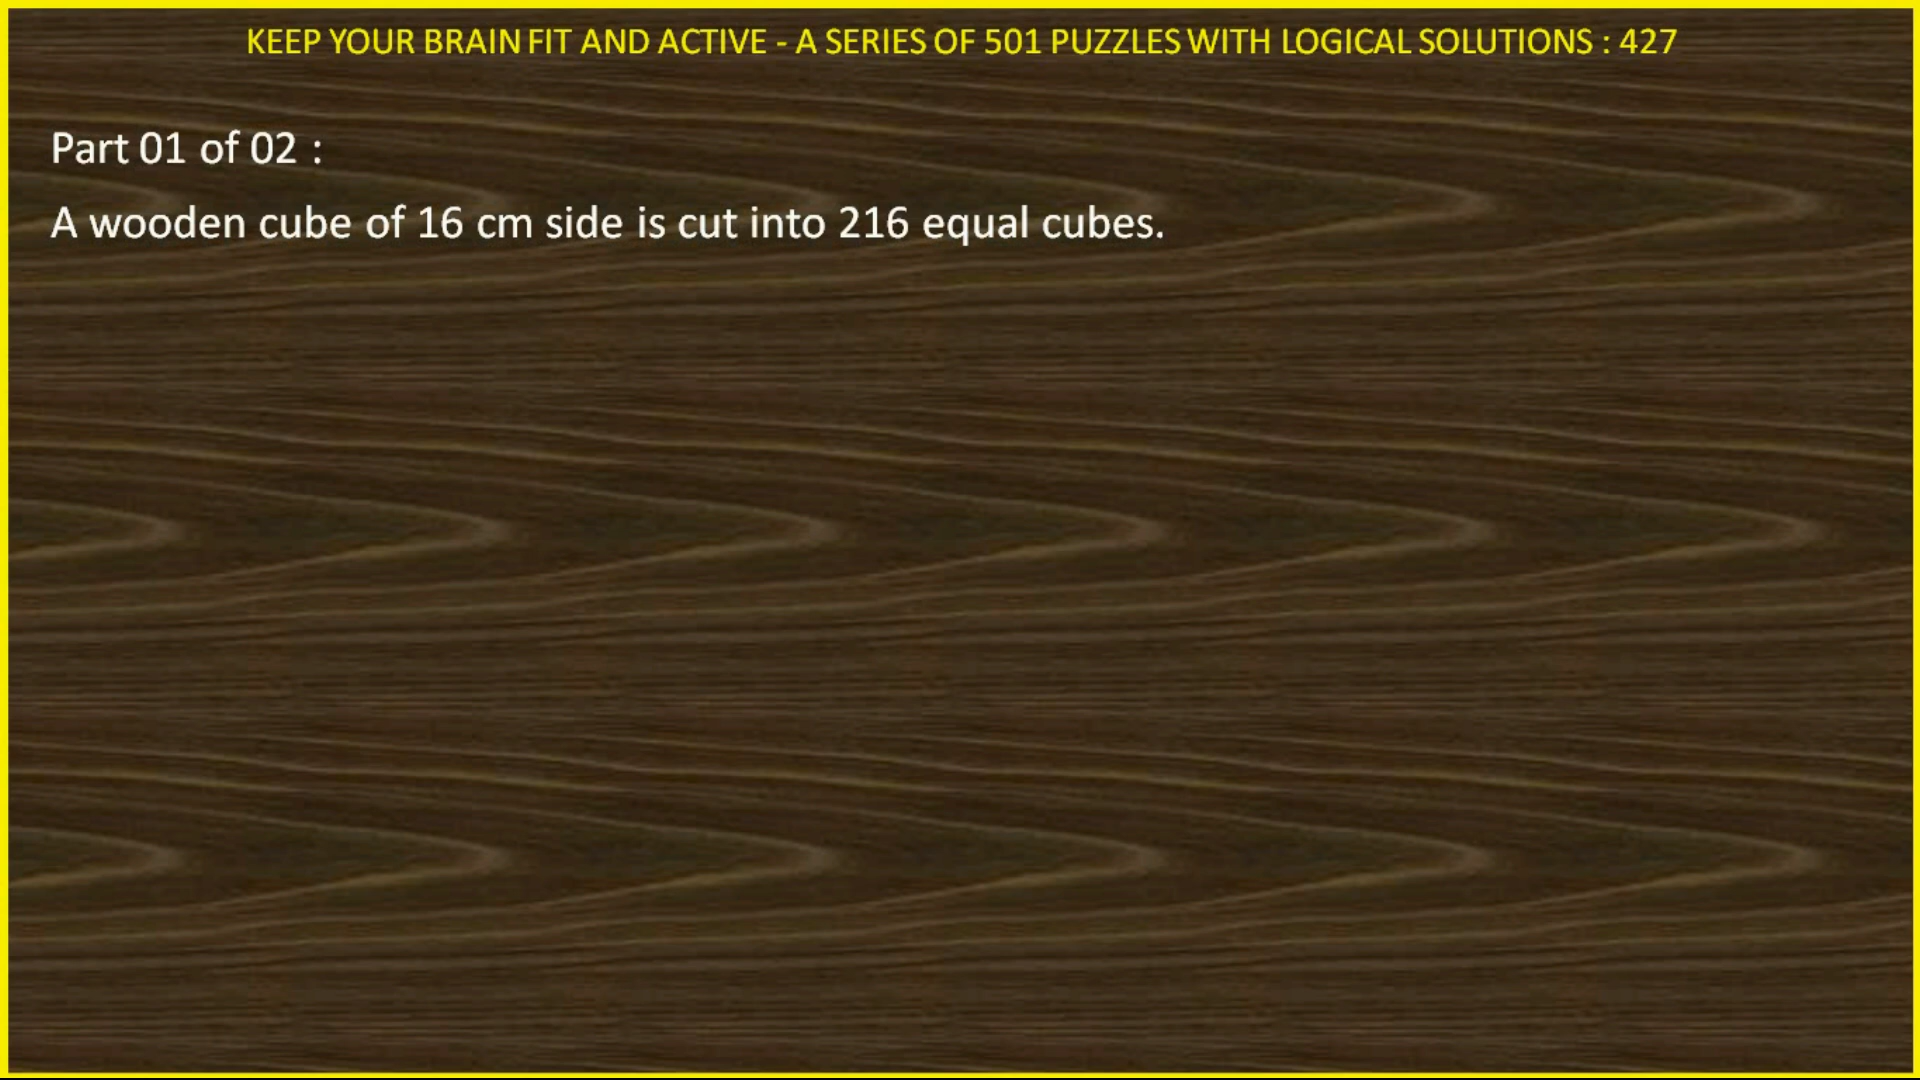 KEEP YOUR BRAIN FIT AND ACTIVE - A SERIES OF 501 PUZZLES WITH LOGICAL SOLUTIONS : 427
Part 01 of 02 :
A wooden cube of 16 cm side is cut into 216 equal cubes.